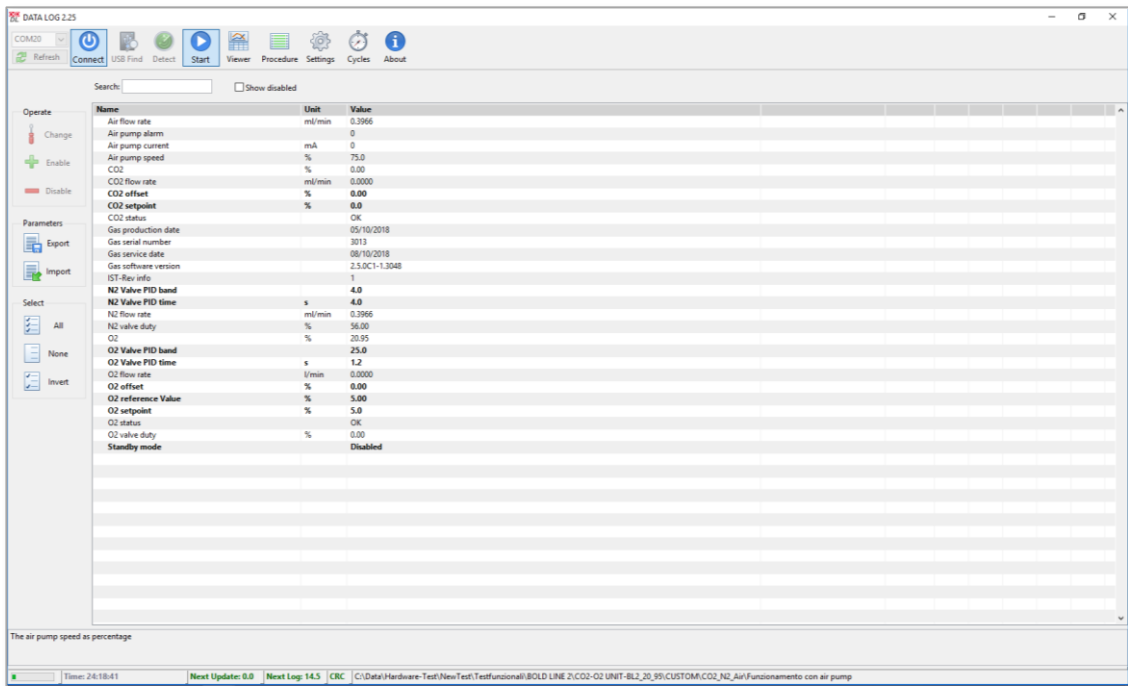 DATA LOG 2.25
COM20
Refresh
Connect USB Find Detect Start Viewer Procedure Settings Cycles About
Search: Show disabled
Operate
Change
Enable
Disable
Parameters
Export
Import
Select
All
None
Invert
Name Unit Value
Air flow rate ml/min 0.3966
Air pump alarm 0
Air pump current mA 0
Air pump speed % 75.0
CO2 % 0.00
CO2 flow rate ml/min 0.0000
CO2 offset % 0.00
CO2 setpoint % 0.0
CO2 status OK
Gas production date 05/10/2018
Gas serial number 3013
Gas service date 08/10/2018
Gas software version 2.5.0C1-1.3048
IST-Rev info 1
N2 Valve PID band 4.0
N2 Valve PID time s 4.0
N2 flow rate ml/min 0.3966
N2 valve duty % 56.00
O2 % 20.95
O2 Valve PID band 25.0
O2 Valve PID time s 1.2
O2 flow rate l/min 0.0000
O2 offset % 0.00
O2 reference Value % 5.00
O2 setpoint % 5.0
O2 status OK
O2 valve duty % 0.00
Standby mode Disabled
The air pump speed as percentage
Time: 24:18:41 Next Update: 0.0 Next Log: 14.5 CRC C:\Data\Hardware-Test\NewTest\Testfunzionali\BOLD LINE 2\CO2-O2 UNIT-BL2_20_95\CUSTOM\CO2_N2_Air\Funzionamento con air pump